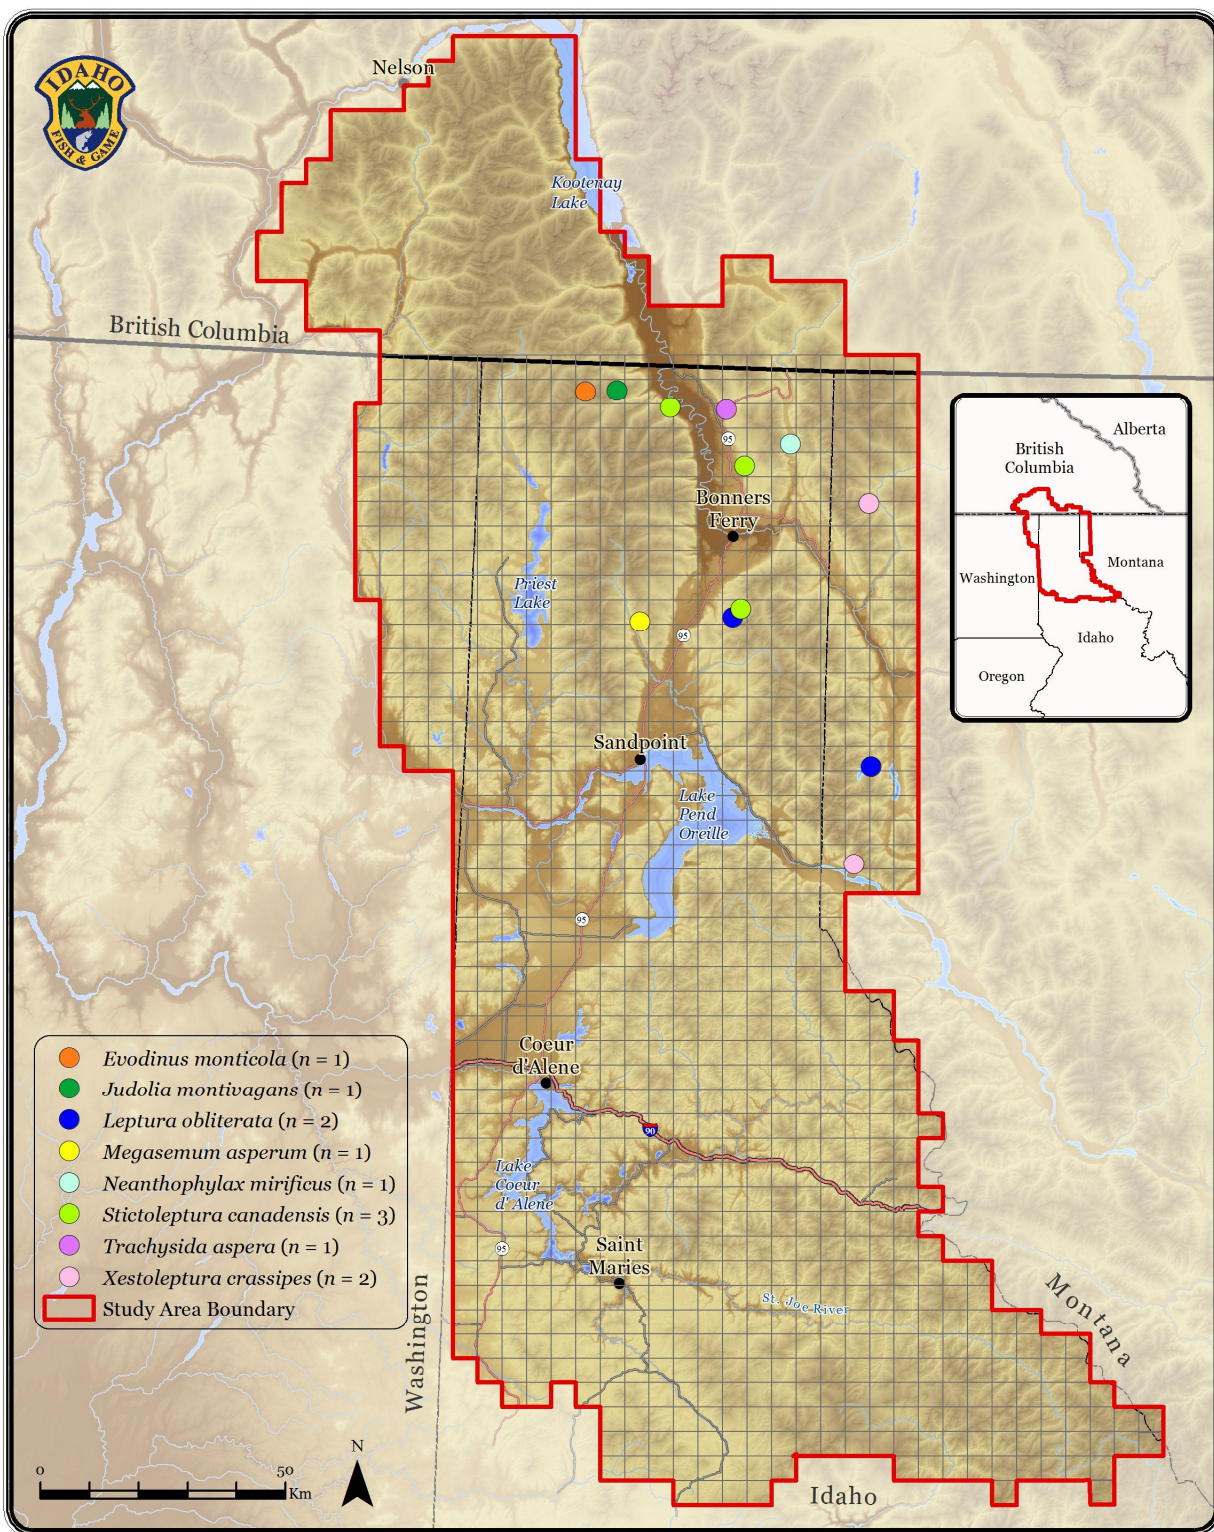 IDAHO
FISH & GAME
Nelson
Kootenay
Lake
British Columbia
95
Bonners
Ferry
Priest
Lake
95
Sandpoint
Lake
Pend
Oreille
95
Coeur
d'Alene
90
Lake
Coeur
d' Alene
95
Saint
Maries
St. Joe River
Washington
Montana
Idaho
Alberta
British
Columbia
Washington
Montana
Idaho
Oregon
Evodinus monticola (n = 1)
Judolia montivagans (n = 1)
Leptura obliterata (n = 2)
Megasemum asperum (n = 1)
Neanthophylax mirificus (n = 1)
Stictoleptura canadensis (n = 3)
Trachysida aspera (n = 1)
Xestoleptura crassipes (n = 2)
Study Area Boundary
0 50
Km
N